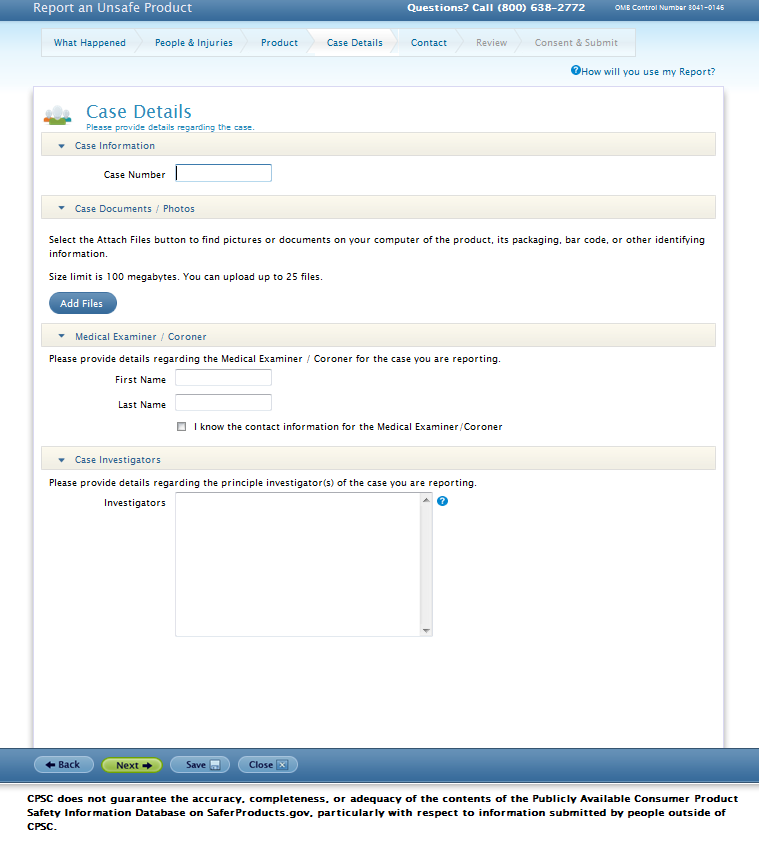 Report an Unsafe Product
Questions? Call (800) 638-2772
OMB Control Number 3041-0146
What Happened
People & Injuries
Product
Case Details
Contact
Review
Consent & Submit
?How will you use my Report?
Case Details
Please provide details regarding the case.
Case Information
Case Number
Case Documents / Photos
Select the Attach Files button to find pictures or documents on your computer of the product, its packaging, bar code, or other identifying
information.
Size limit is 100 megabytes. You can upload up to 25 files.
Add Files
Medical Examiner / Coroner
Please provide details regarding the Medical Examiner / Coroner for the case you are reporting.
First Name
Last Name
I know the contact information for the Medical Examiner/Coroner
Case Investigators
Please provide details regarding the principle investigator(s) of the case you are reporting.
Investigators
?
Back
Next
Save
Close
CPSC does not guarantee the accuracy, completeness, or adequacy of the contents of the Publicly Available Consumer Product
Safety Information Database on SaferProducts.gov, particularly with respect to information submitted by people outside of
CPSC.